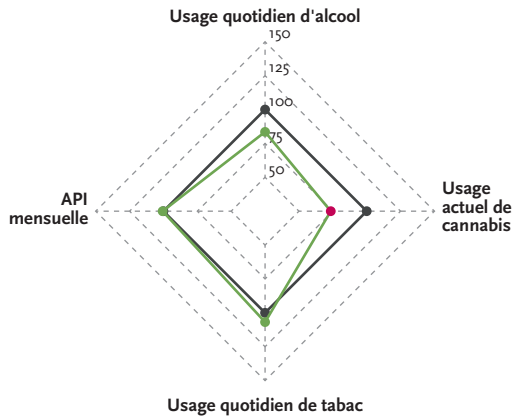 Usage quotidien d'alcool
150
125
100
75
50
API
mensuelle
Usage
actuel de
cannabis
Usage quotidien de tabac